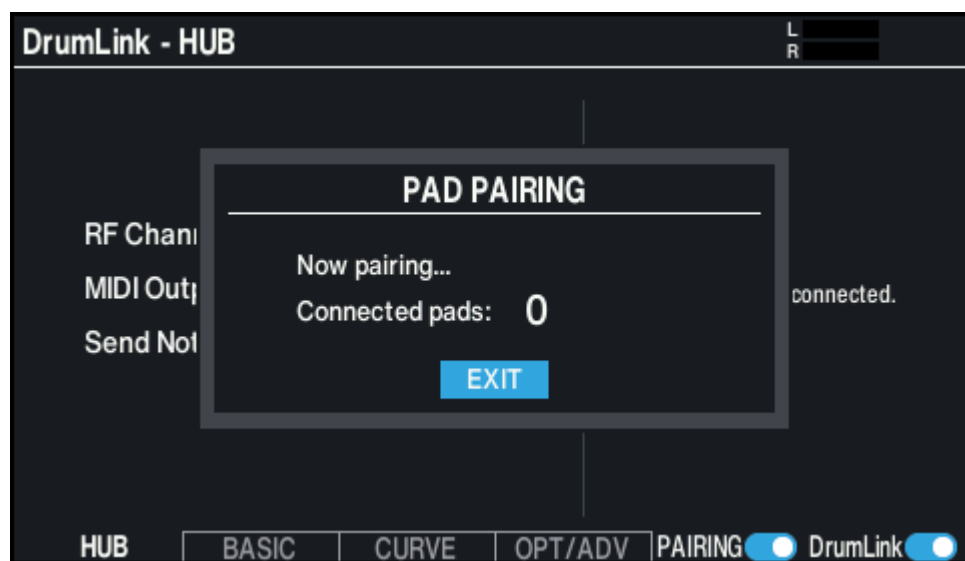 DrumLink - HUB
L
R
PAD PAIRING
RF Chan
Now pairing...
MIDI Out
connected.
Connected pads: 0
Send Not
EXIT
HUB BASIC CURVE OPT/ADV PAIRING DrumLink